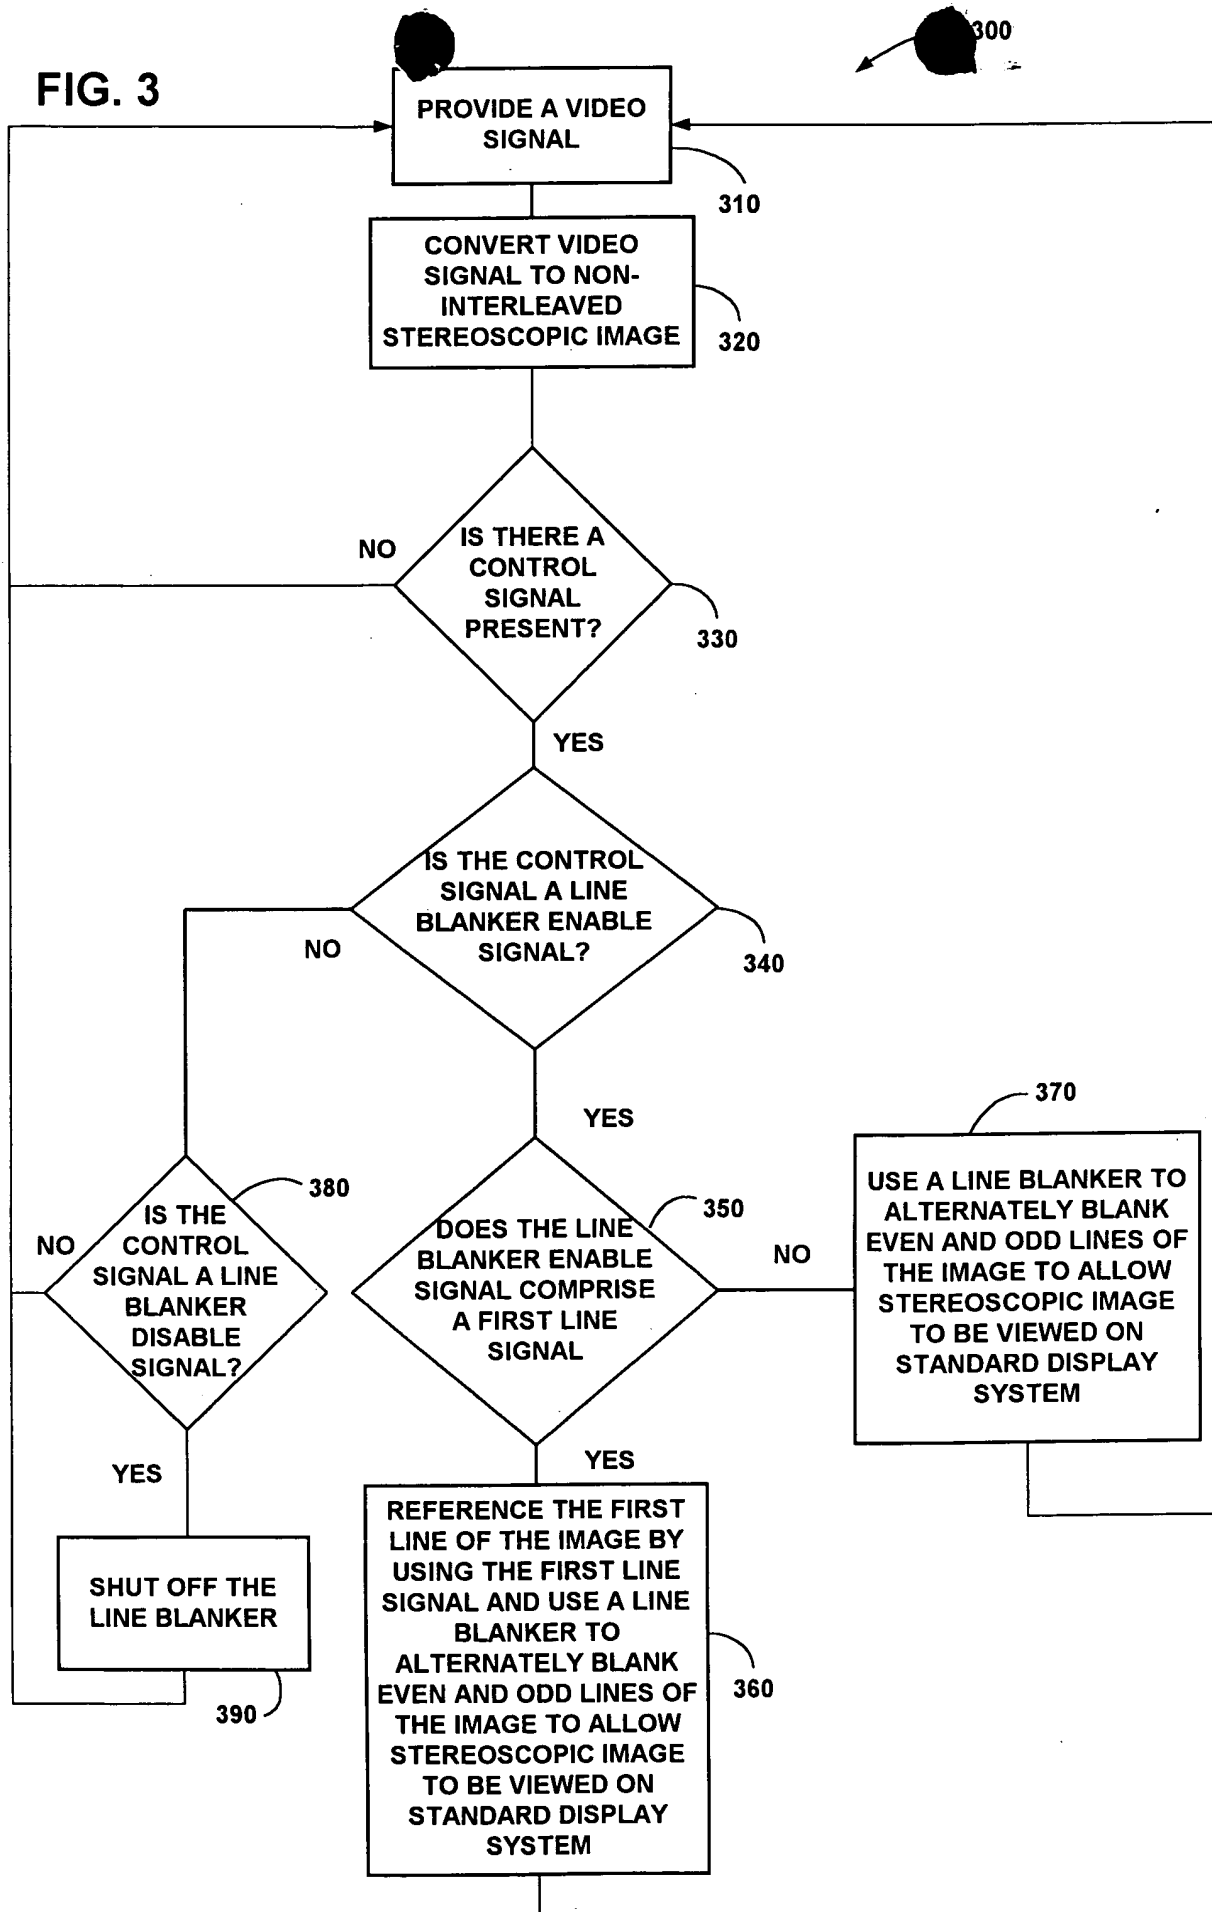 300
FIG. 3
PROVIDE A VIDEO
SIGNAL
310
CONVERT VIDEO
SIGNAL TO NON-
INTERLEAVED
STEREOSCOPIC IMAGE
320
NO
IS THERE A
CONTROL
SIGNAL
PRESENT?
330
YES
IS THE CONTROL
SIGNAL A LINE
BLANKER ENABLE
SIGNAL?
NO
340
YES
370
380
IS THE
CONTROL
SIGNAL A LINE
BLANKER
DISABLE
SIGNAL?
NO
350
DOES THE LINE
BLANKER ENABLE
SIGNAL COMPRISE
A FIRST LINE
SIGNAL
NO
USE A LINE BLANKER TO
ALTERNATELY BLANK
EVEN AND ODD LINES OF
THE IMAGE TO ALLOW
STEREOSCOPIC IMAGE
TO BE VIEWED ON
STANDARD DISPLAY
SYSTEM
YES
YES
SHUT OFF THE
LINE BLANKER
390
REFERENCE THE FIRST
LINE OF THE IMAGE BY
USING THE FIRST LINE
SIGNAL AND USE A LINE
BLANKER TO
ALTERNATELY BLANK
EVEN AND ODD LINES OF
THE IMAGE TO ALLOW
STEREOSCOPIC IMAGE
TO BE VIEWED ON
STANDARD DISPLAY
SYSTEM
360